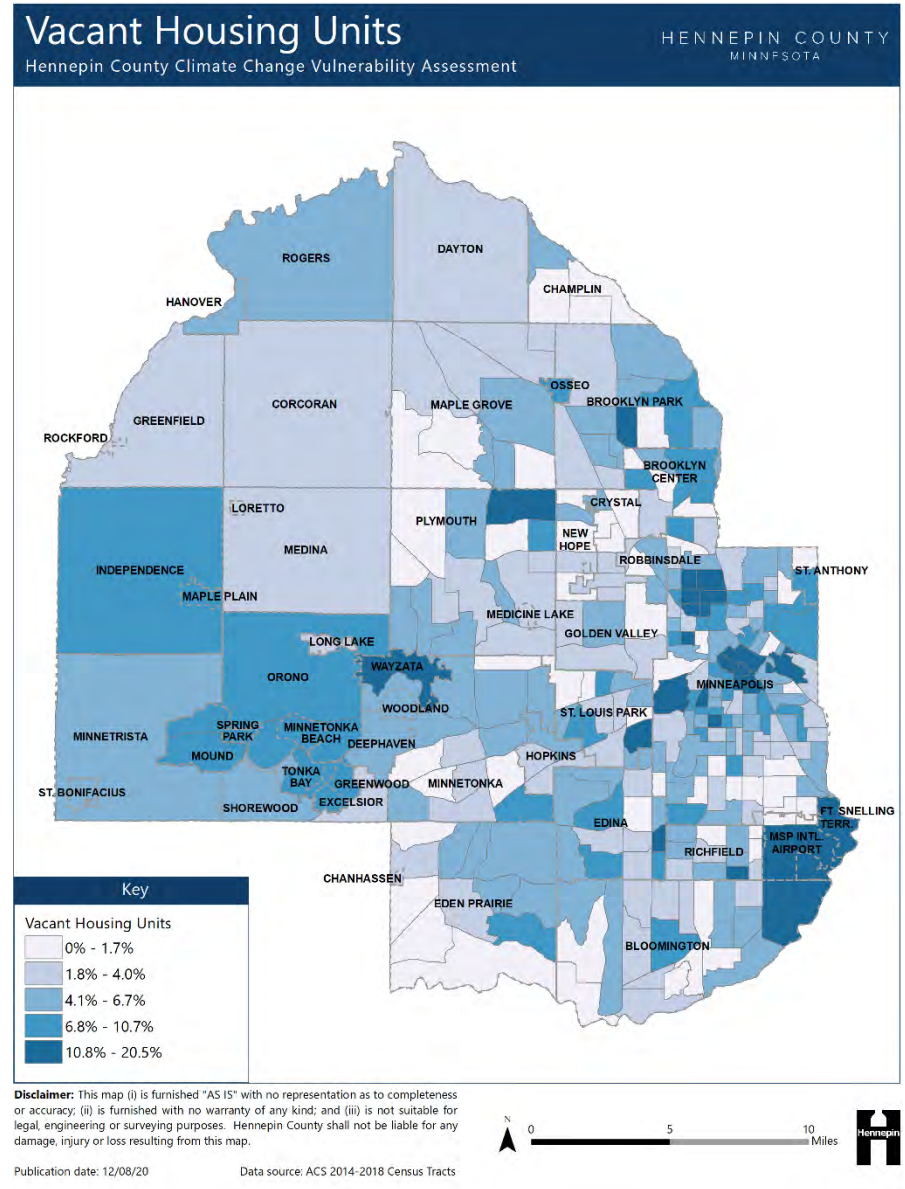 Vacant Housing Units
Hennepin County Climate Change Vulnerability Assessment
HENNEPIN COUNTY
MINNESOTA
ROGERS
DAYTON
HANOVER
CHAMPLIN
OSSEO
CORCORAN
MAPLE GROVE
BROOKLYN PARK
GREENFIELD
ROCKFORD
BROOKLYN
CENTER
LORETTO
CRYSTAL
PLYMOUTH
NEW
HOPE
MEDINA
ROBBINSDALE
INDEPENDENCE
ST. ANTHONY
MAPLE PLAIN
MEDICINE LAKE
GOLDEN VALLEY
LONG LAKE
WAYZATA
ORONO
MINNEAPOLIS
WOODLAND
ST. LOUIS PARK
SPRING
PARK
MINNETONKA
BEACH
MINNETRISTA
DEEPHAVEN
MOUND
HOPKINS
TONKA
BAY
GREENWOOD
MINNETONKA
ST. BONIFACIUS
EXCELSIOR
SHOREWOOD
FT. SNELLING
TERR.
EDINA
MSP INTL.
AIRPORT
RICHFIELD
CHANHASSEN
EDEN PRAIRIE
BLOOMINGTON
Key
Vacant Housing Units
0% - 1.7%
1.8% - 4.0%
4.1% - 6.7%
6.8% - 10.7%
10.8% - 20.5%
Disclaimer: This map (i) is furnished "AS IS" with no representation as to completeness
or accuracy; (ii) is furnished with no warranty of any kind; and (iii) is not suitable for
legal, engineering or surveying purposes. Hennepin County shall not be liable for any
damage, injury or loss resulting from this map.
Publication date: 12/08/20
Data source: ACS 2014-2018 Census Tracts
N
0
5
10
Miles
Hennepin